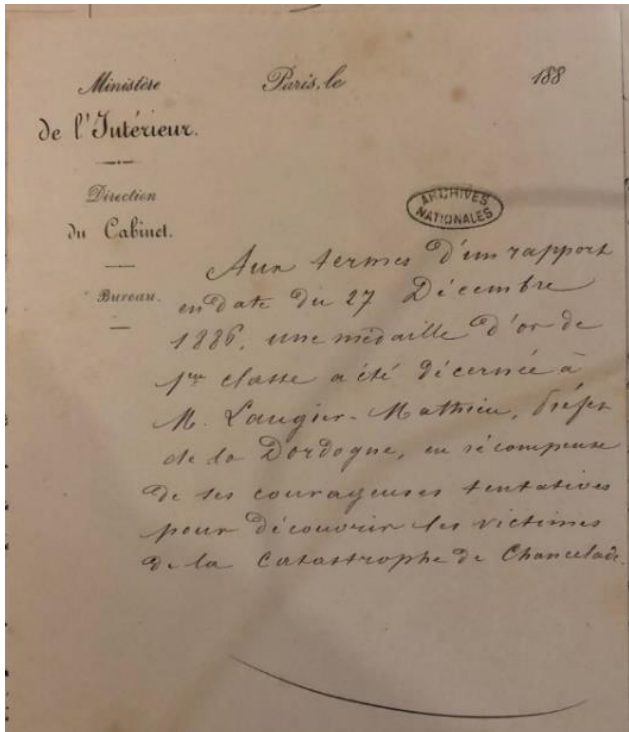 Ministère
Paris, le 188
de l'Intérieur.
Direction
du Cabinet.
Bureau.
ARCHIVES
NATIONALES
Aux termes d'un rapport
en date du 27 Décembre
1886, une médaille d'or de
1ère classe a été décernée à
M. Laugier-Mathieu, Préfet
de la Dordogne, en récompense
de ses courageuses tentatives
pour découvrir les victimes
de la Catastrophe de Chancelade.